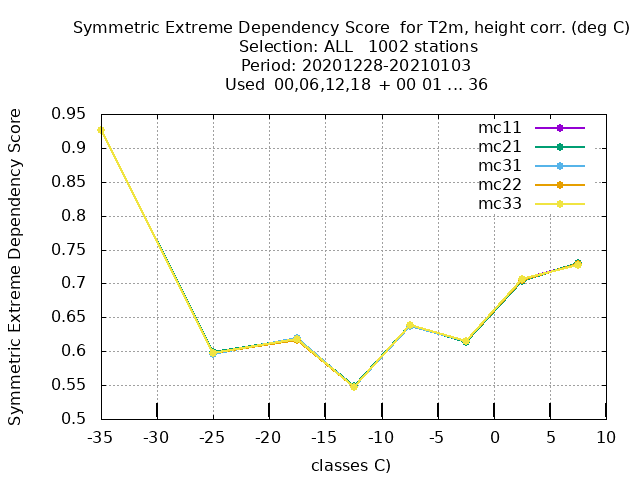 Symmetric Extreme Dependency Score  for T2m, height corr. (deg C)
Selection: ALL   1002 stations
Period: 20201228-20210103
Used  00,06,12,18  + 00 01 ... 36
Symmetric Extreme Dependency Score
0.95
0.9
0.85
0.8
0.75
0.7
0.65
0.6
0.55
0.5
mc11
mc21
mc31
mc22
mc33
-35 -30 -25 -20 -15 -10 -5 0 5 10
classes C)